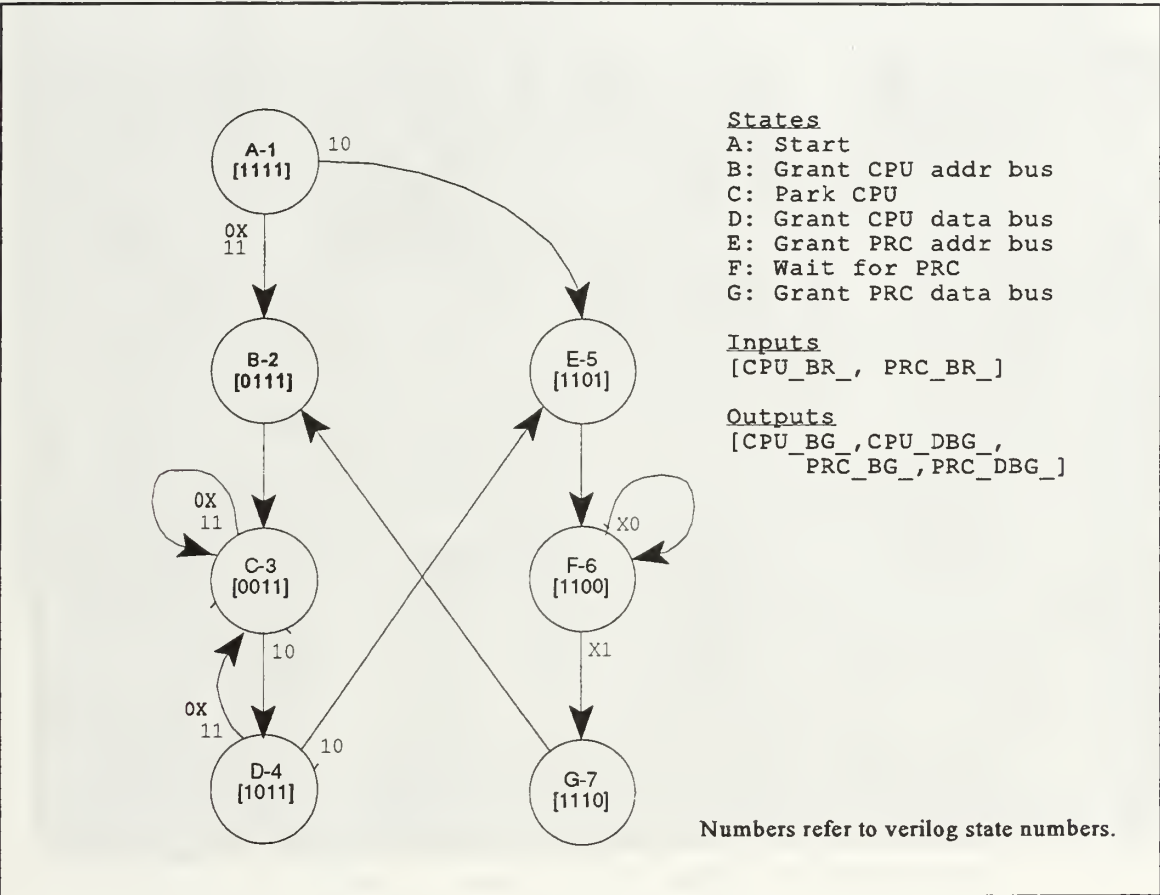 A-1
[1111]
10
0X
11
B-2
[0111]
E-5
[1101]
0X
11
C-3
[0011]
X0
F-6
[1100]
10
X1
0X
11
10
D-4
[1011]
G-7
[1110]
States
A: Start
B: Grant CPU addr bus
C: Park CPU
D: Grant CPU data bus
E: Grant PRC addr bus
F: Wait for PRC
G: Grant PRC data bus
Inputs
[CPU_BR_, PRC_BR_]
Outputs
[CPU_BG_,CPU_DBG_,
PRC_BG_,PRC_DBG_]
Numbers refer to verilog state numbers.